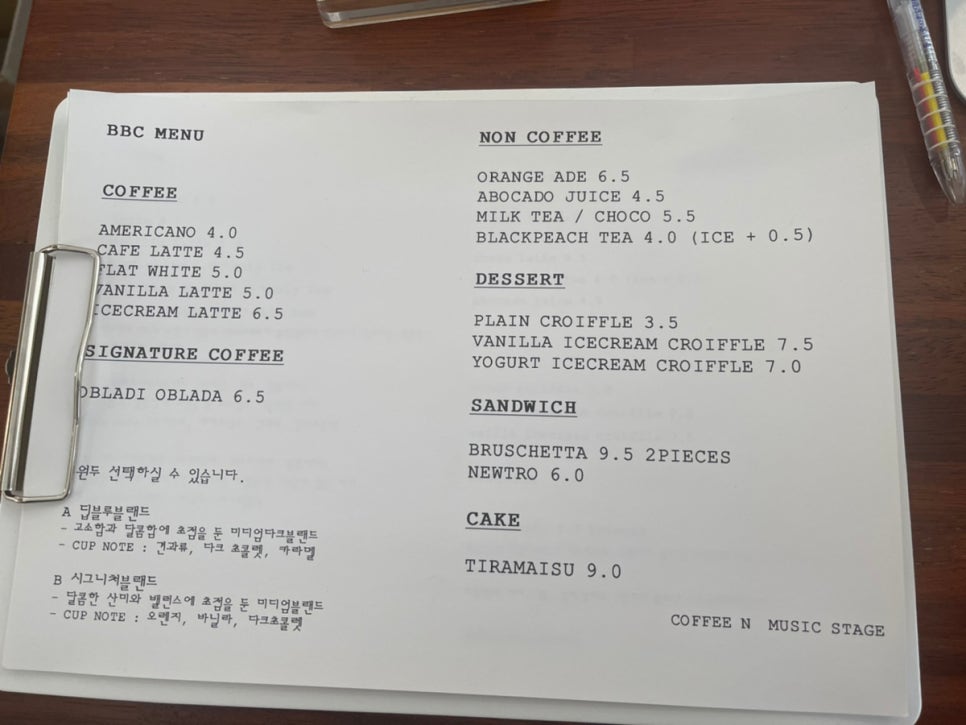 BBC MENU
COFFEE
AMERICANO 4.0
CAFE LATTE 4.5
FLAT WHITE 5.0
VANILLA LATTE 5.0
ICECREAM LATTE 6.5
SIGNATURE COFFEE
OBLADI OBLADA 6.5
원두 선택하실 수 있습니다.
A 딥블루블랜드
- 고소함과 달콤함에 초점을 둔 미디엄다크블랜드
- CUP NOTE : 견과류, 다크 초콜렛, 카라멜
B 시그니쳐블랜드
- 달콤한 산미와 밸런스에 초점을 둔 미디엄블랜드
- CUP NOTE : 오렌지, 바닐라, 다크초콜렛
NON COFFEE
ORANGE ADE 6.5
ABOCADO JUICE 4.5
MILK TEA / CHOCO 5.5
BLACKPEACH TEA 4.0 (ICE + 0.5)
DESSERT
PLAIN CROIFFLE 3.5
VANILLA ICECREAM CROIFFLE 7.5
YOGURT ICECREAM CROIFFLE 7.0
SANDWICH
BRUSCHETTA 9.5 2PIECES
NEWTRO 6.0
CAKE
TIRAMAISU 9.0
COFFEE N MUSIC STAGE